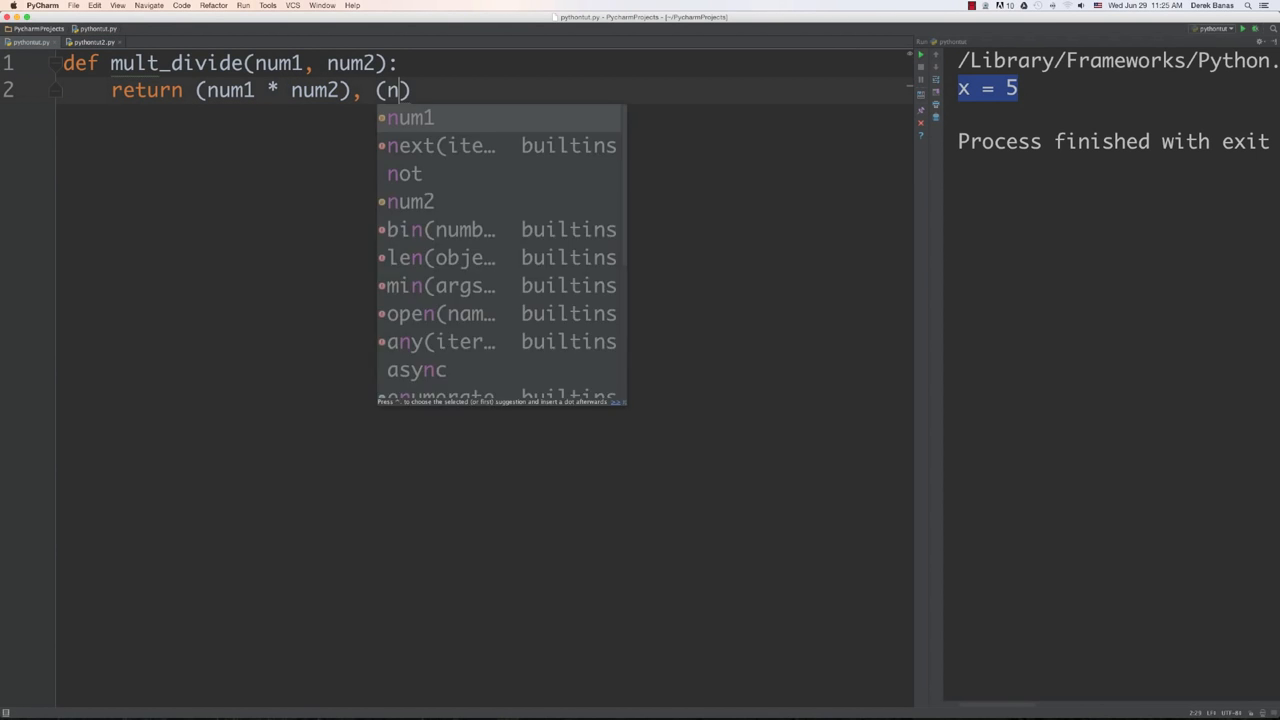 PyCharm File Edit View Navigate Code Refactor Run Tools VCS Window Help
10 Wed Jun 29 11:25 AM Derek Banas
pythontut.py - PyCharmProjects - [~/PycharmProjects]
PycharmProjects pythontut.py
pythontut
pythontut.py pythontut2.py
Run pythontut
1 def mult_divide(num1, num2):
2 return (num1 * num2), (n)
num1
next(ite… builtins
not
num2
bin(numb… builtins
len(obje… builtins
min(args… builtins
open(nam… builtins
any(iter… builtins
async
enumerate builtins
Press ^. to choose the selected (or first) suggestion and insert a dot afterwards >>
/Library/Frameworks/Python.
x = 5
Process finished with exit
2:29 LF÷ UTF-8÷